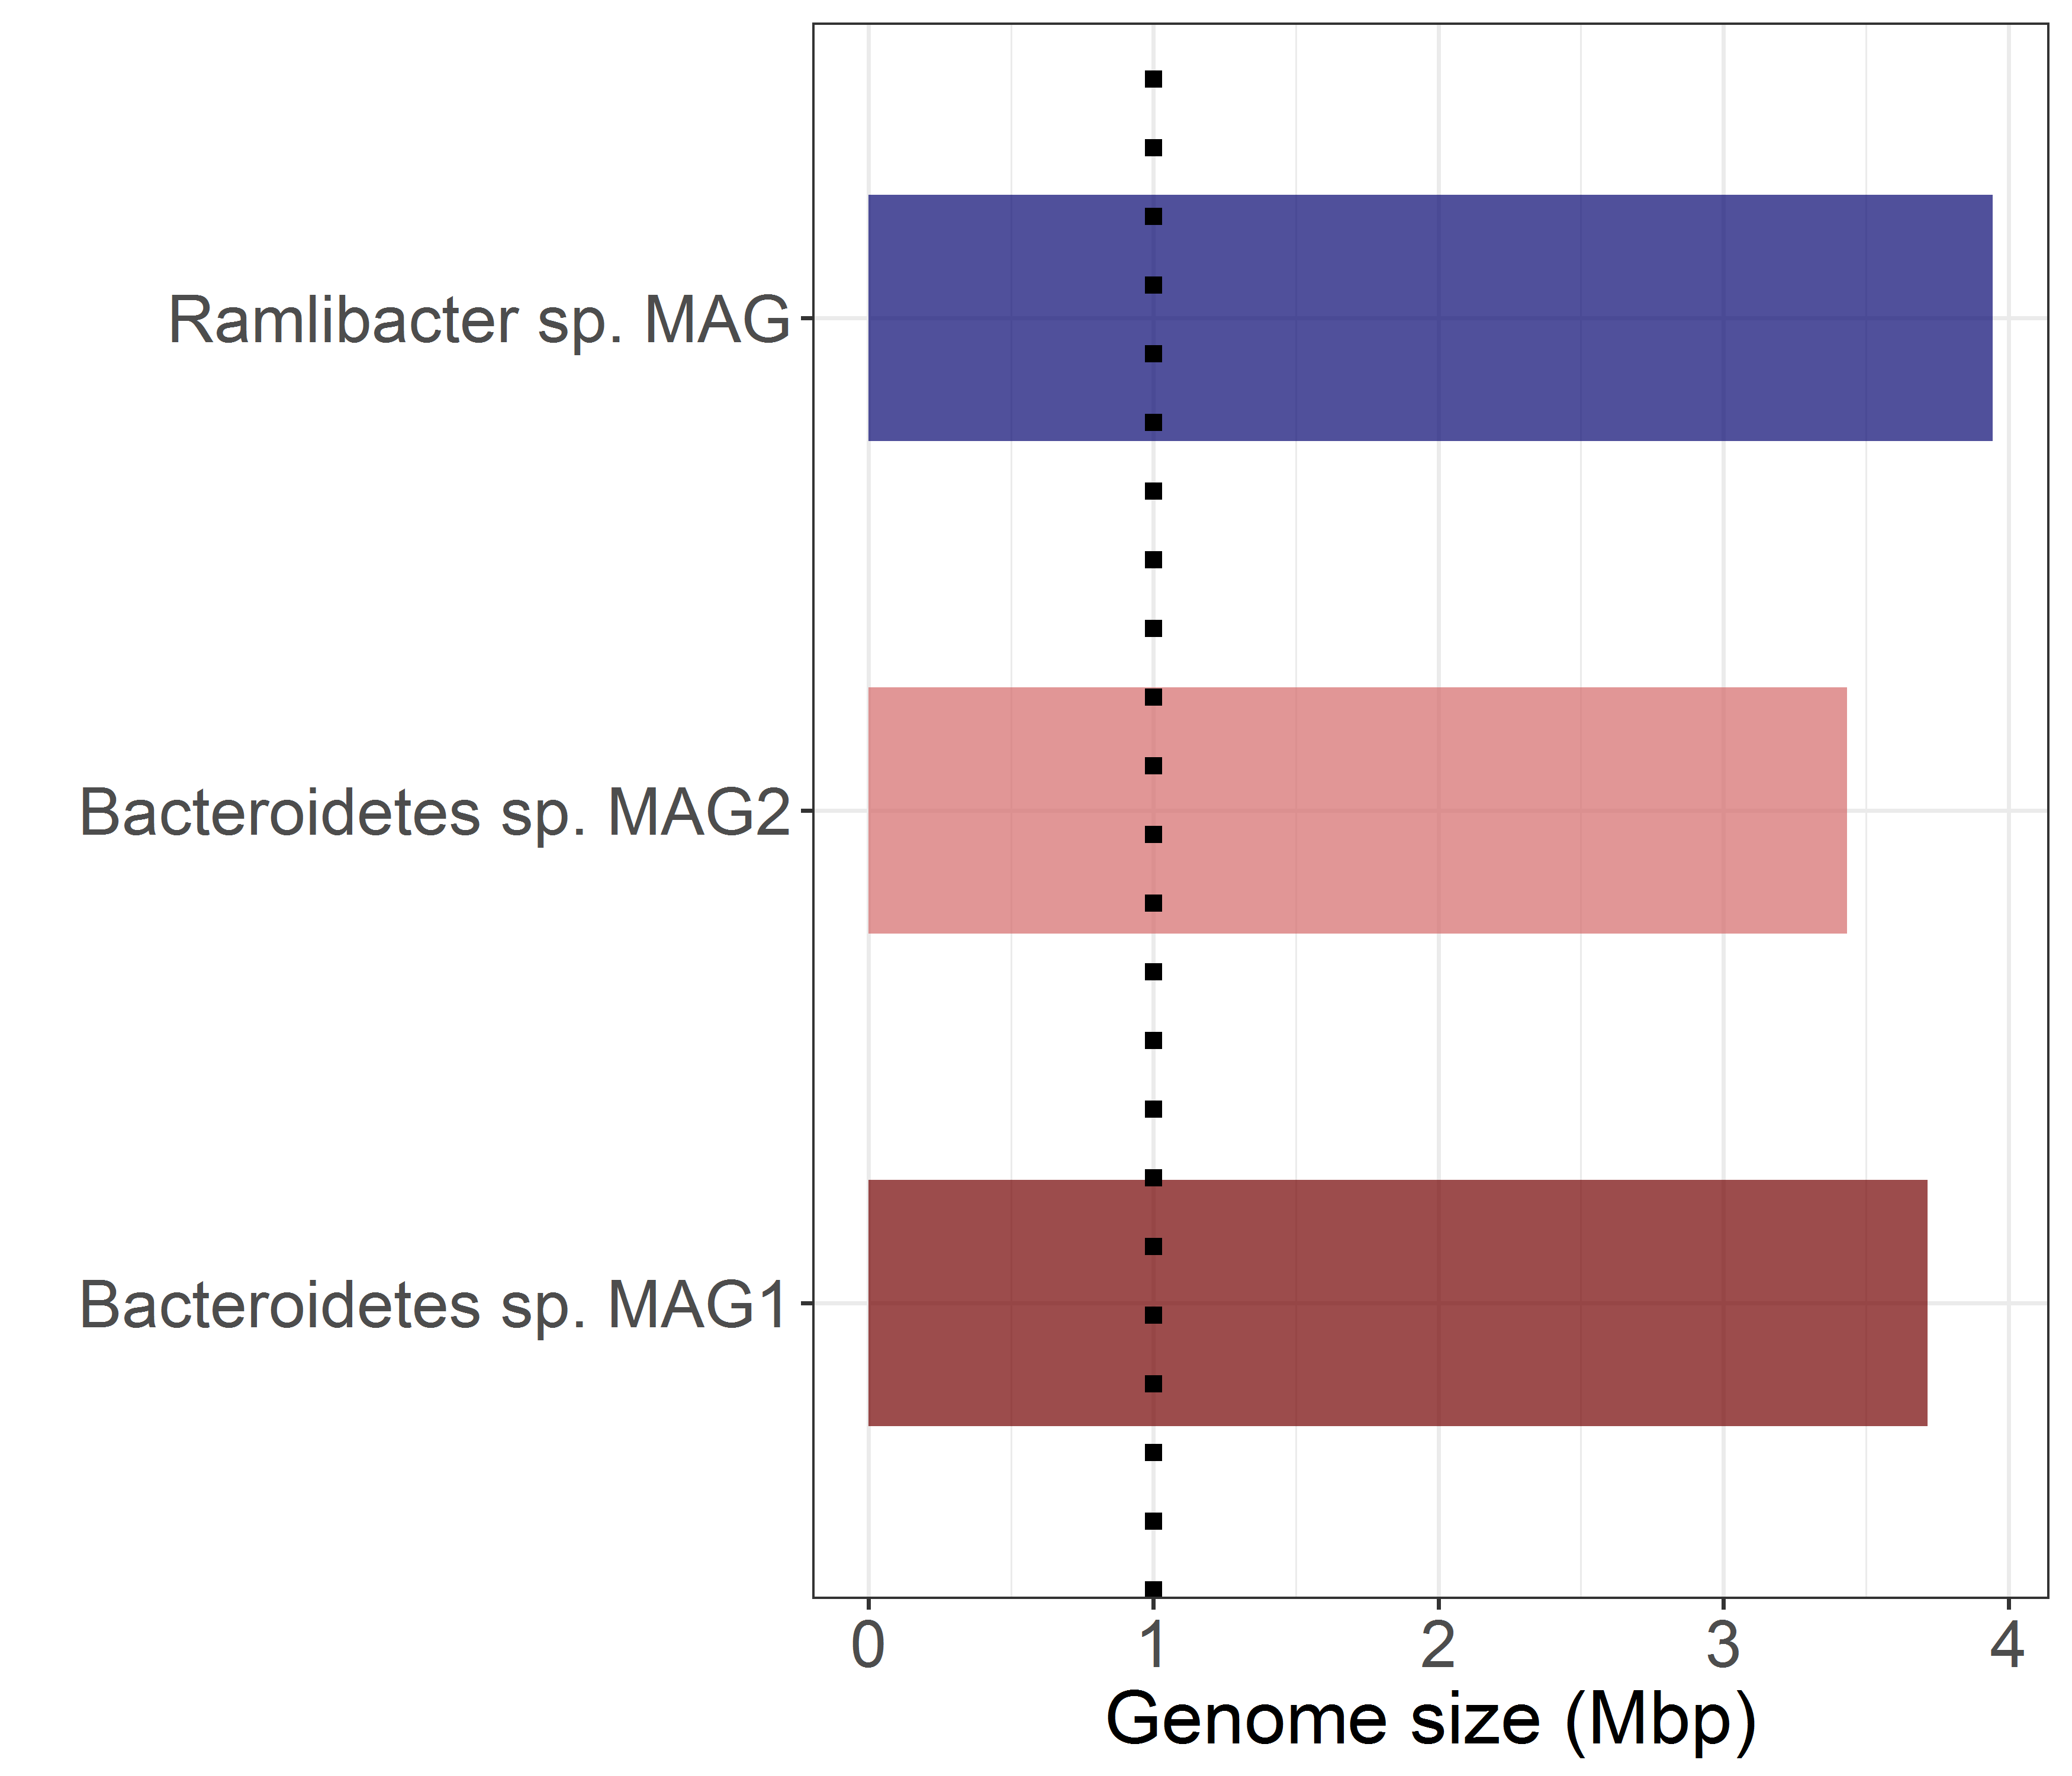 Ramlibacter sp. MAG
Bacteroidetes sp. MAG2
Bacteroidetes sp. MAG1
0 1 2 3 4
Genome size (Mbp)